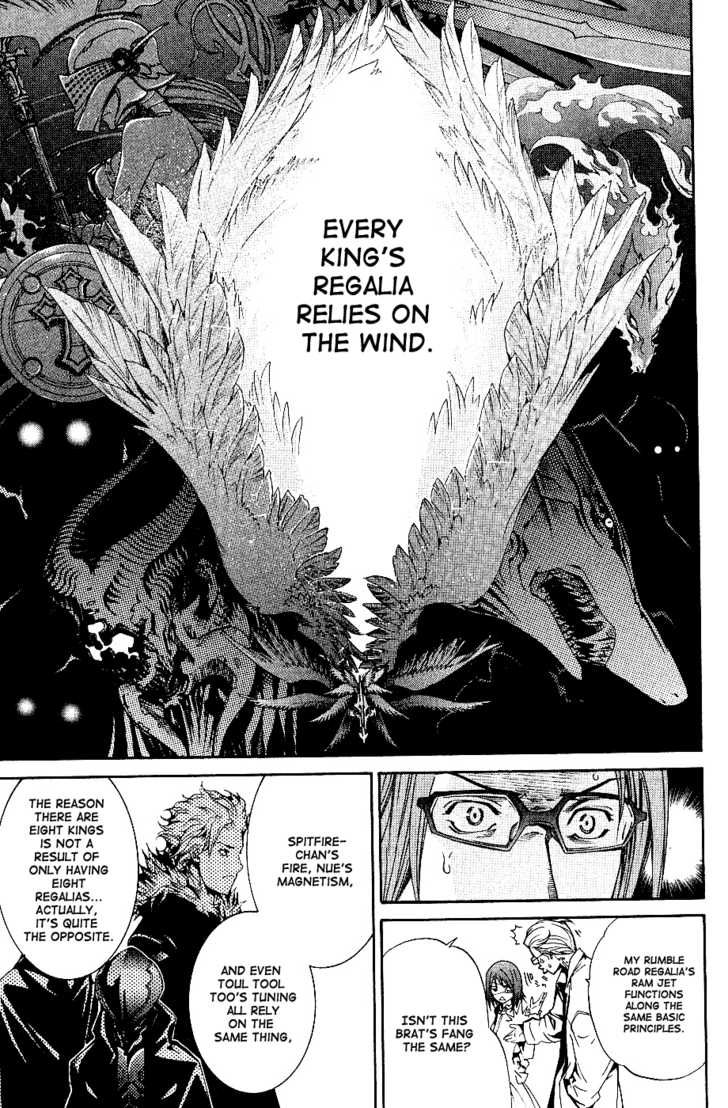 EVERY
KING'S
REGALIA
RELIES ON
THE WIND.
MY RUMBLE
ROAD REGALIA'S
RAM JET
FUNCTIONS
ALONG THE
SAME BASIC
PRINCIPLES.
ISN'T THIS
BRAT'S FANG
THE SAME?
SPITFIRE-
CHAN'S
FIRE, NUE'S
MAGNETISM,
AND EVEN
TOUL TOOL
TOO'S TUNING
ALL RELY
ON THE
SAME THING,
THE REASON
THERE ARE
EIGHT KINGS
IS NOT A
RESULT OF
ONLY HAVING
EIGHT
REGALIAS...
ACTUALLY,
IT'S QUITE
THE OPPOSITE.